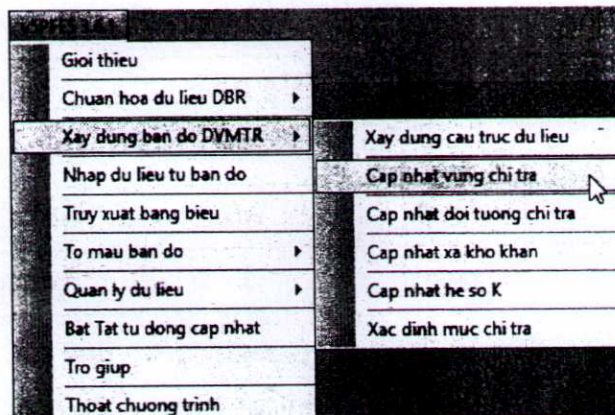 Gioi thieu
Chuan hoa du lieu DBR
Xay dung ban do DVMTR
Nhap du lieu tu ban do
Truy xuat bang bieu
To mau ban do
Quan ly du lieu
Bat Tat tu dong cap nhat
Tro giup
Thoat chuong trinh
Xay dung cau truc du lieu
Cap nhat vung chi tra
Cap nhat doi tuong chi tra
Cap nhat xa kho khan
Cap nhat he so K
Xac dinh muc chi tra